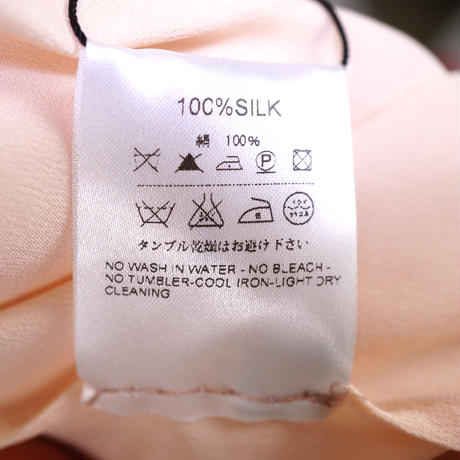 100%SILK
絹 100%
P
タンブル乾燥はお避け下さい
NO WASH IN WATER - NO BLEACH -
NO TUMBLER-COOL IRON-LIGHT DRY
CLEANING